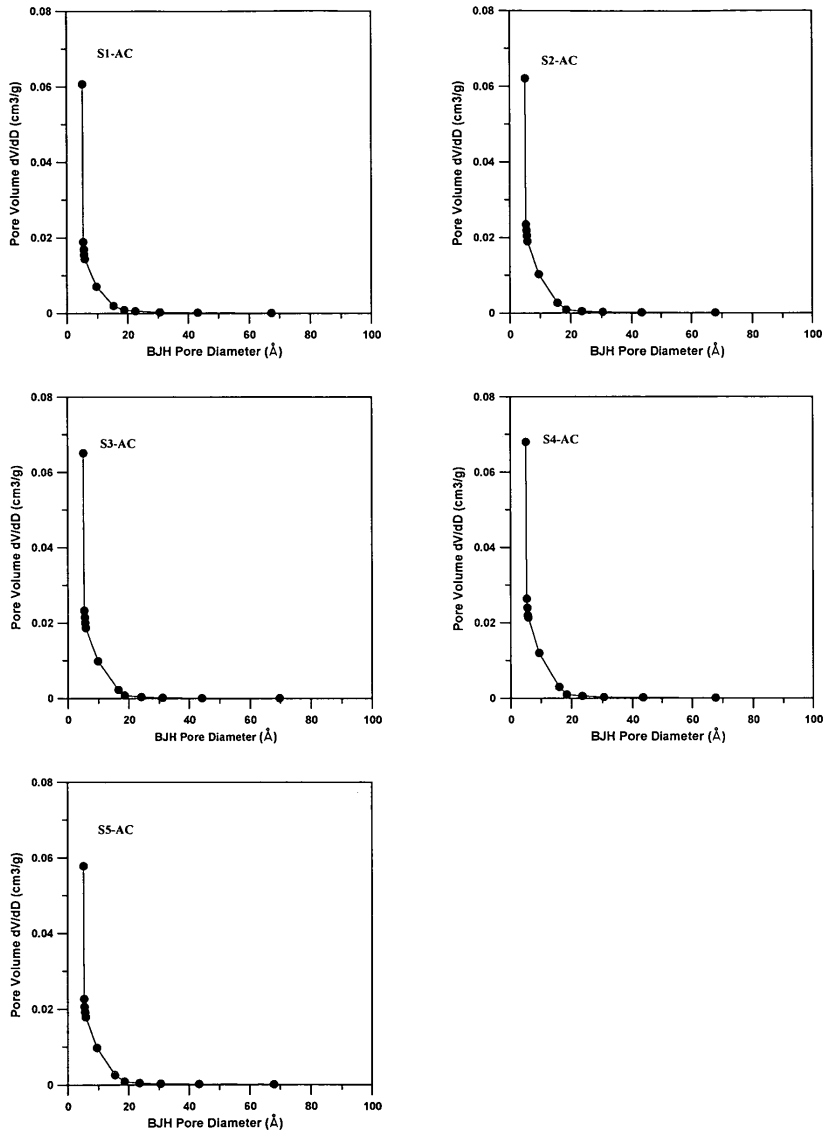 0.08
S1-AC
0.06
0.04
0.02
0
Pore Volume dV/dD (cm3/g)
0 20 40 60 80 100
BJH Pore Diameter (Å)
0.08
S2-AC
0.06
0.04
0.02
0
Pore Volume dV/dD (cm3/g)
0 20 40 60 80 100
BJH Pore Diameter (Å)
0.08
S3-AC
0.06
0.04
0.02
0
Pore Volume dV/dD (cm3/g)
0 20 40 60 80 100
BJH Pore Diameter (Å)
0.08
S4-AC
0.06
0.04
0.02
0
Pore Volume dV/dD (cm3/g)
0 20 40 60 80 100
BJH Pore Diameter (Å)
0.08
S5-AC
0.06
0.04
0.02
0
Pore Volume dV/dD (cm3/g)
0 20 40 60 80 100
BJH Pore Diameter (Å)